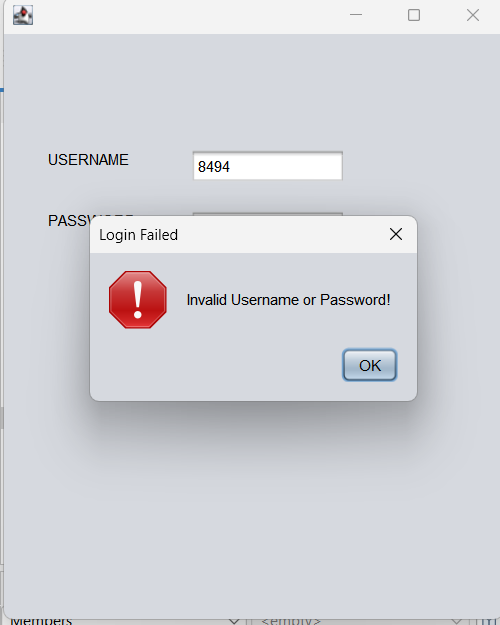 USERNAME
8494
Login Failed
Invalid Username or Password!
OK
Members
<empty>